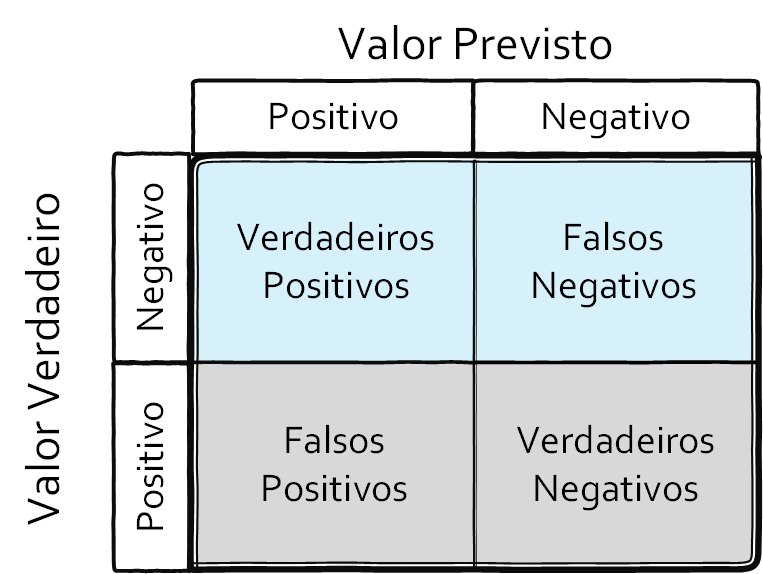 Valor Previsto
Positivo
Negativo
Valor Verdadeiro
Negativo
Verdadeiros
Positivos
Falsos
Negativos
Positivo
Falsos
Positivos
Verdadeiros
Negativos